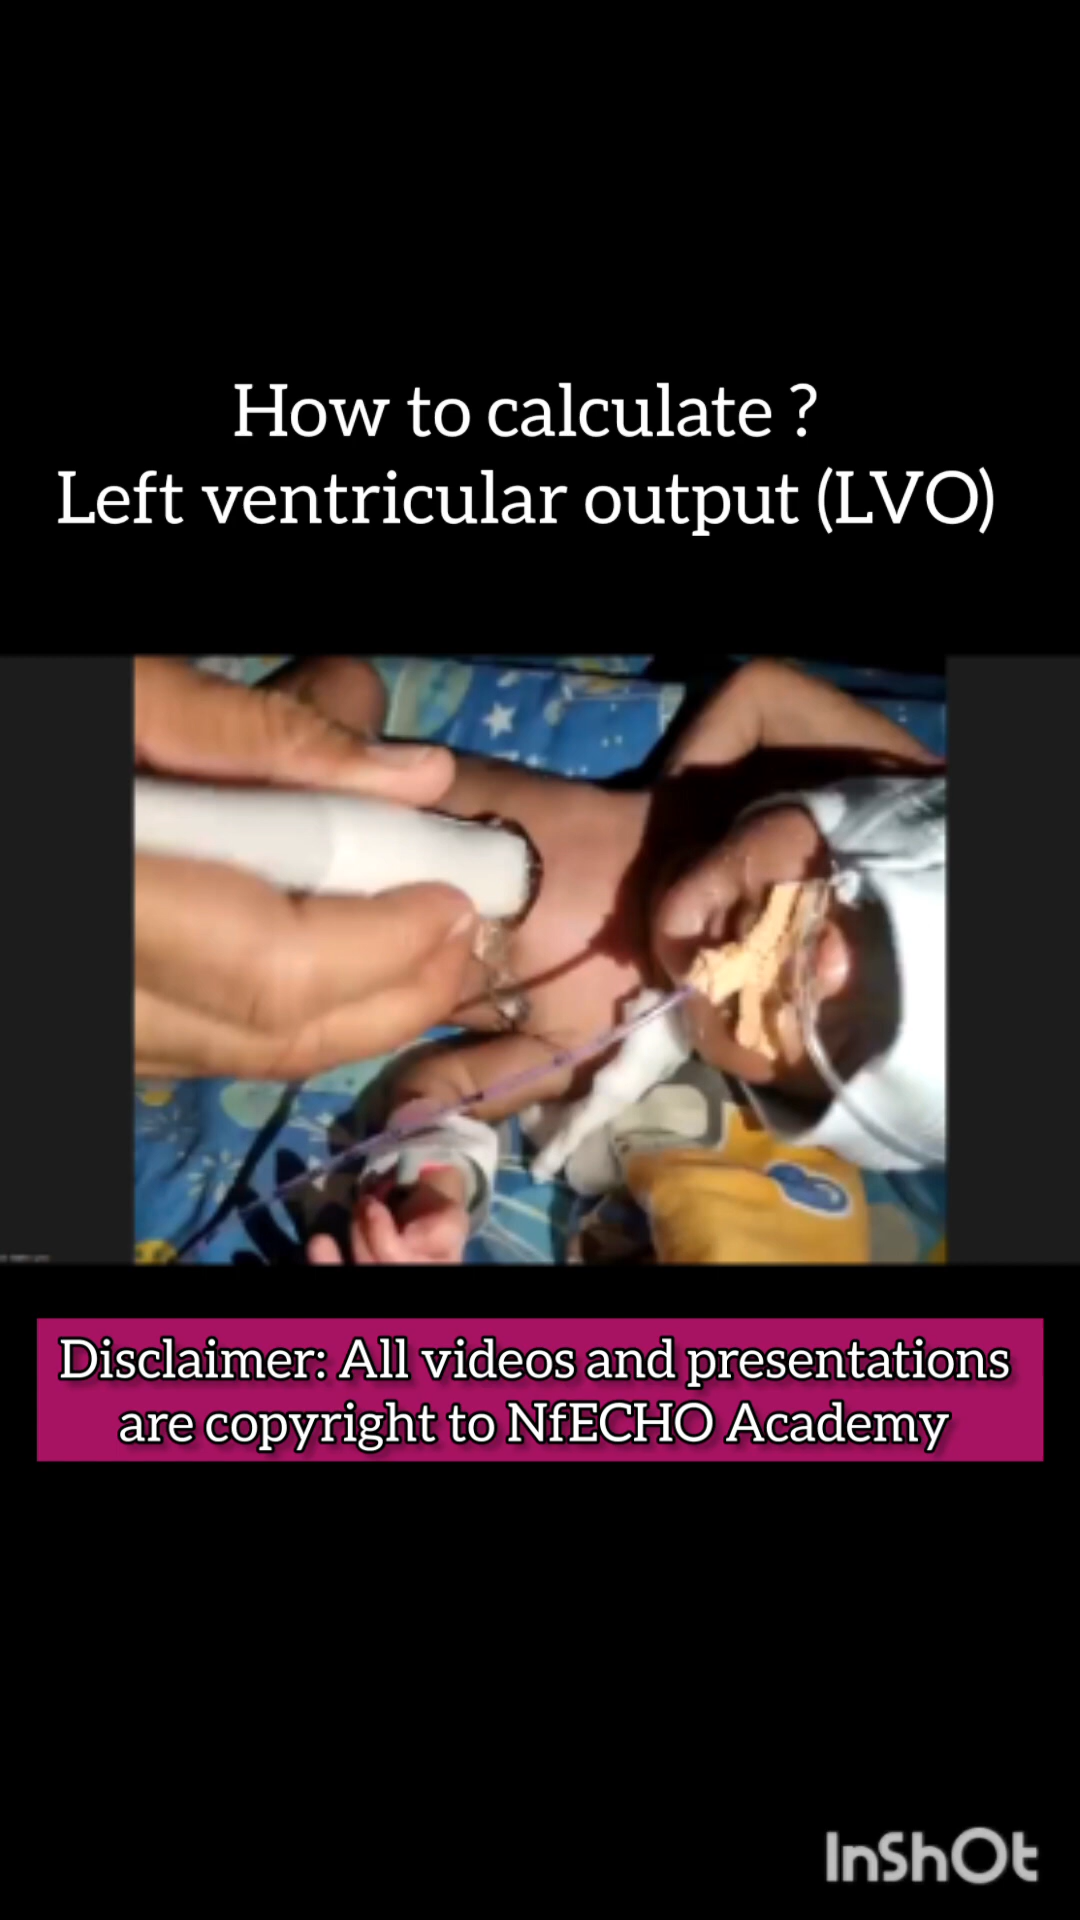 How to calculate ?
Left ventricular output (LVO)
Disclaimer: All videos and presentations
are copyright to NfECHO Academy
InShOt